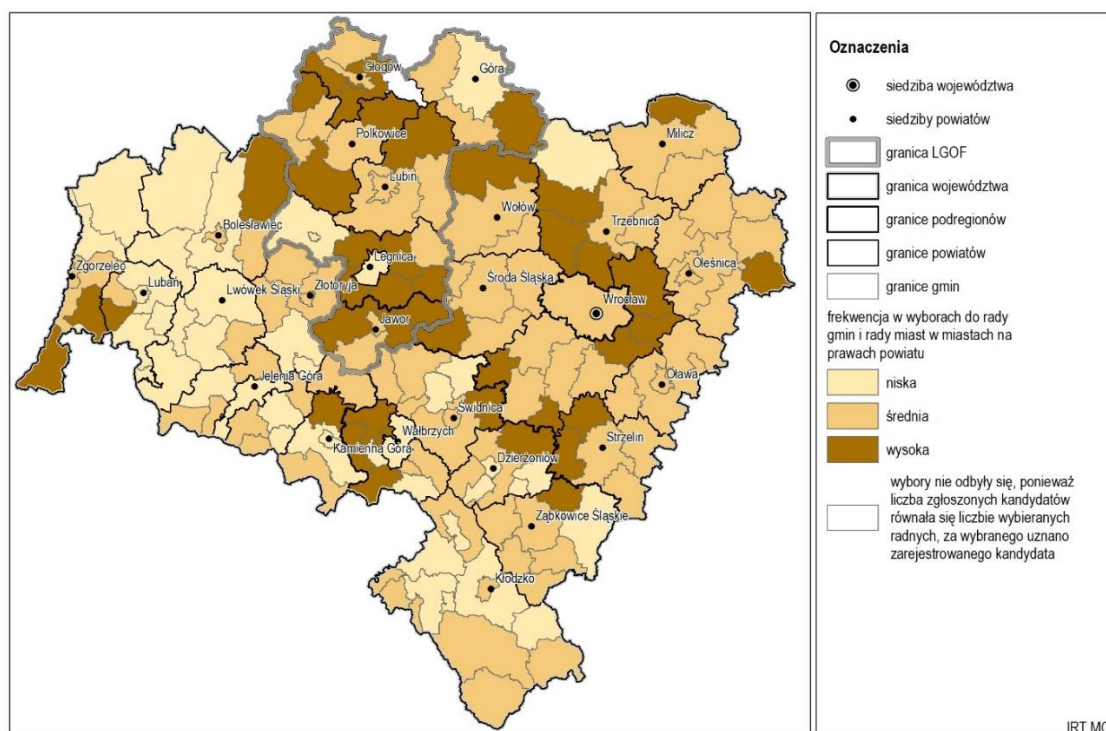 Głogów
Góra
Polkowice
Milicz
Lubin
Wołów
Bolesławiec
Trzebnica
Zgorzelec
Legnica
Oleśnica
Lubań
Lwówek Śląski
Złotoryja
Środa Śląska
Wrocław
Jawor
Jelenia Góra
Oława
Świdnica
Wałbrzych
Kamienna Góra
Strzelin
Dzierżoniów
Ząbkowice Śląskie
Kłodzko
Oznaczenia
siedziba województwa
siedziby powiatów
granica LGOF
granica województwa
granice podregionów
granice powiatów
granice gmin
frekwencja w wyborach do rady
gmin i rady miast w miastach na
prawach powiatu
niska
średnia
wysoka
wybory nie odbyły się, ponieważ
liczba zgłoszonych kandydatów
równała się liczbie wybieranych
radnych, za wybranego uznano
zarejestrowanego kandydata
IRT MC